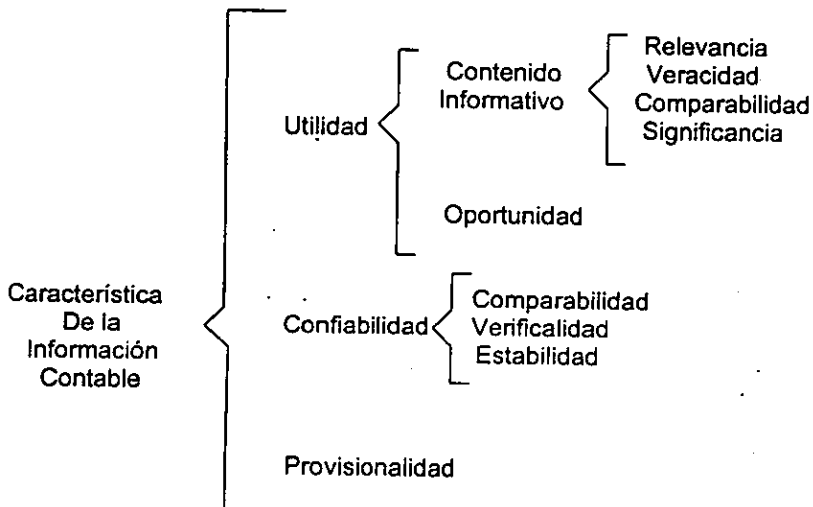 Característica
De la
Información
Contable
Utilidad
Contenido
Informativo
Relevancia
Veracidad
Comparabilidad
Significancia
Oportunidad
Confiabilidad
Comparabilidad
Verificalidad
Estabilidad
Provisionalidad